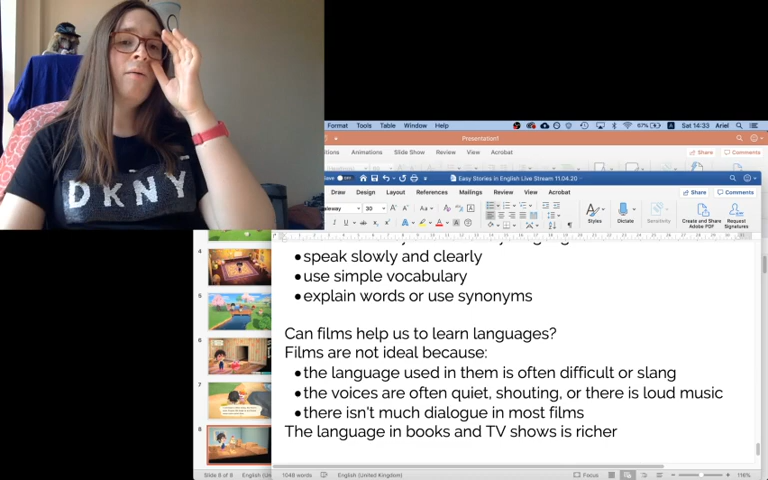 DKNY
Format Tools Table Window Help 67% Sat 14:33 Ariel
Presentation1
Animations Slide Show Review View Acrobat Share Comments
Easy Stories in English Live Stream 11.04.20
Draw Design Layout References Mailings Review View Acrobat Share Comments
30
Styles Dictate Sensitivity Create and Share Adobe PDF Request Signatures
•speak slowly and clearly
4
•use simple vocabulary
•explain words or use synonyms
5
Can films help us to learn languages?
6
Films are not ideal because:
•the language used in them is often difficult or slang
7
•the voices are often quiet, shouting, or there is loud music
•there isn't much dialogue in most films
8
The language in books and TV shows is richer
Slide 8 of 8 1048 words English (United Kingdom) Focus 116%